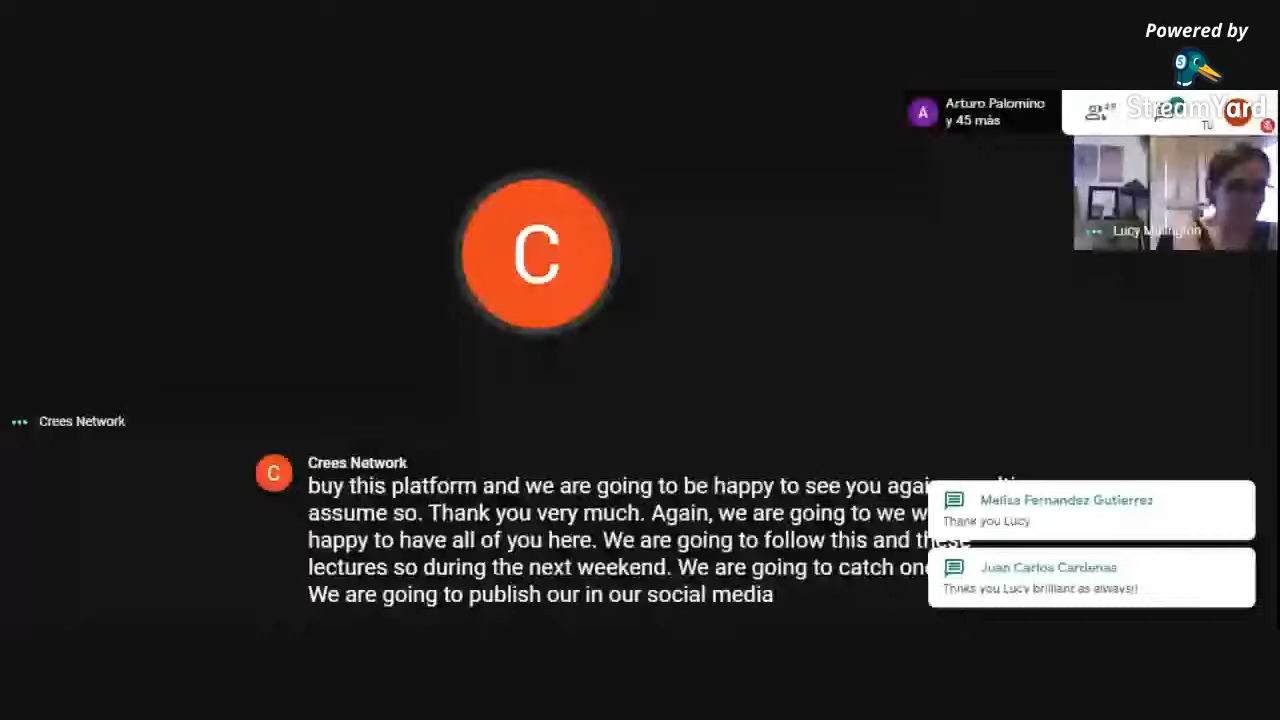 Powered by
StreamYard
Arturo Palomino
y 45 más
A
Tú
C
Crees Network
C
Crees Network
buy this platform and we are going to be happy to see you again
assume so. Thank you very much. Again, we are going to we w
happy to have all of you here. We are going to follow this and these
lectures so during the next weekend. We are going to catch one
We are going to publish our in our social media
Melisa Fernandez Gutierrez
Thank you Lucy
Juan Carlos Cardenas
Thnks you Lucy brilliant as always!!